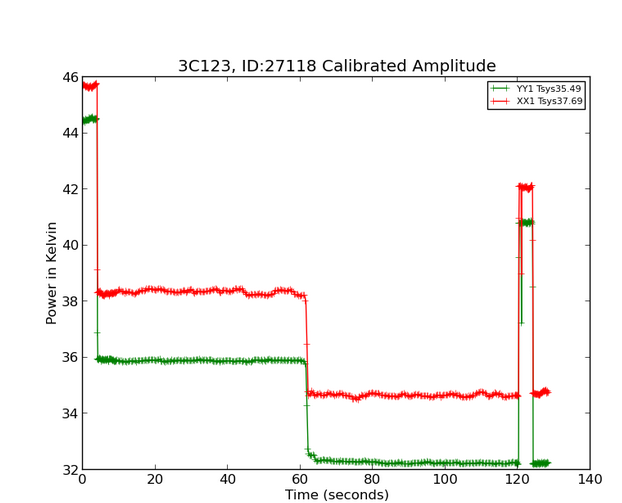 3C123, ID:27118 Calibrated Amplitude
46
44
42
40
38
36
34
32
Power in Kelvin
YY1 Tsys35.49
XX1 Tsys37.69
0 20 40 60 80 100 120 140
Time (seconds)